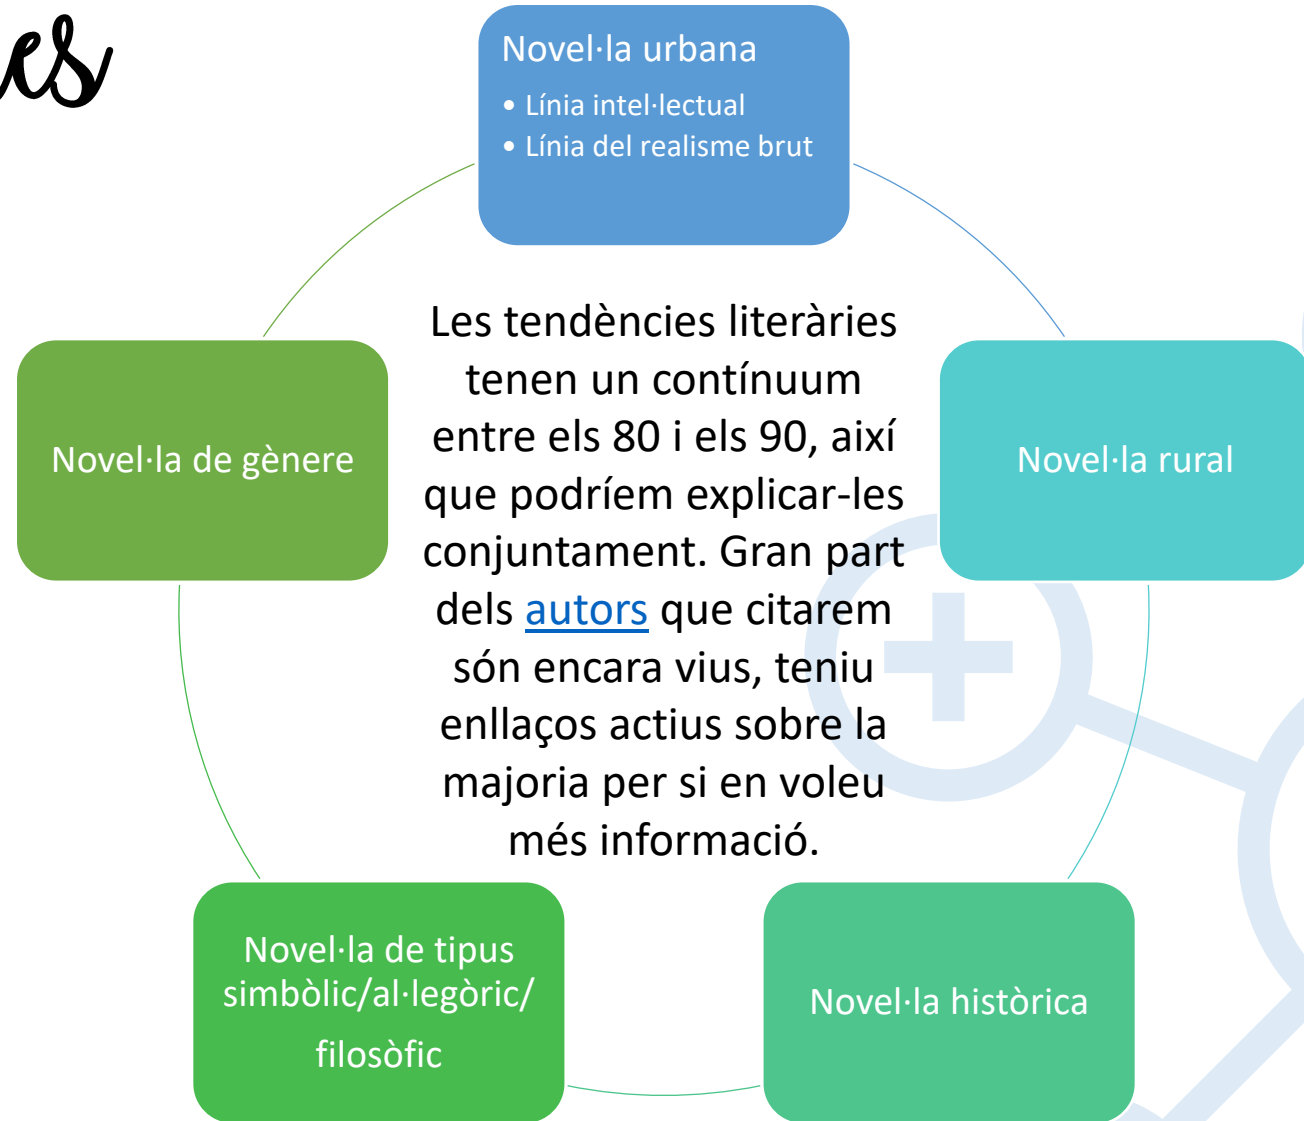 Novel·la urbana
• Línia intel·lectual
• Línia del realisme brut
Les tendències literàries
tenen un contínuum
entre els 80 i els 90, així
que podríem explicar-les
conjuntament. Gran part
dels autors que citarem
són encara vius, teniu
enllaços actius sobre la
majoria per si en voleu
més informació.
Novel·la de gènere
Novel·la rural
Novel·la de tipus
simbòlic/al·legòric/
filosòfic
Novel·la històrica